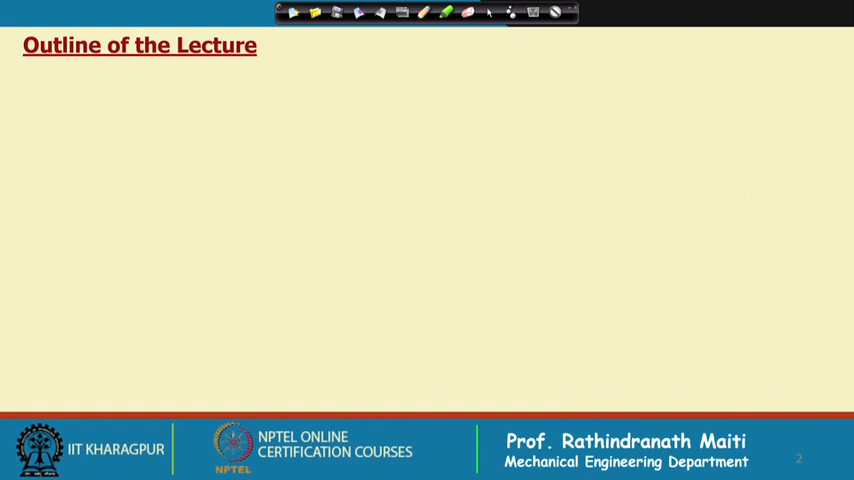 Outline of the Lecture
IIT KHARAGPUR
NPTEL
NPTEL ONLINE
CERTIFICATION COURSES
Prof. Rathindranath Maiti
Mechanical Engineering Department
2